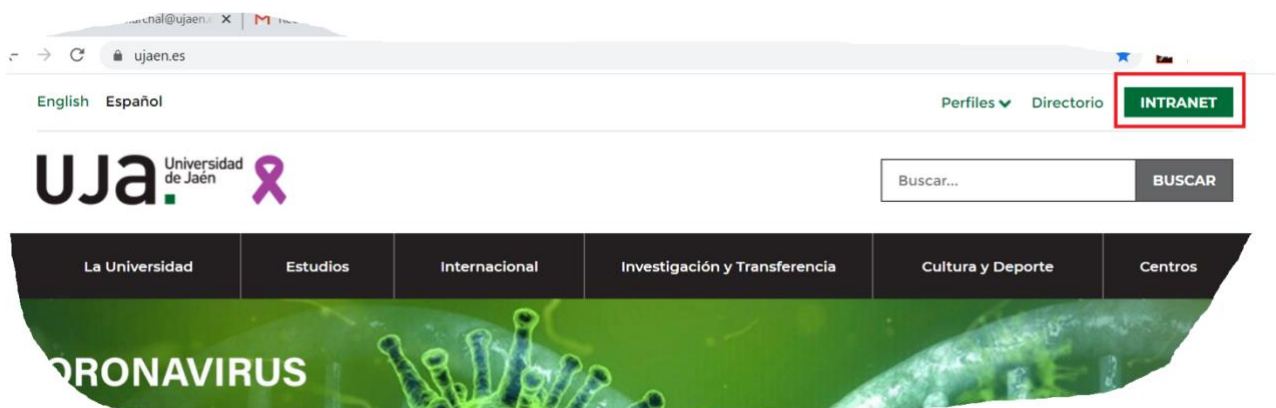 @ujaen.
ujaen.es
English Español
Perfiles Directorio INTRANET
UJa. Universidad
de Jaén
Buscar... BUSCAR
La Universidad Estudios Internacional Investigación y Transferencia Cultura y Deporte Centros
ORONAVIRUS